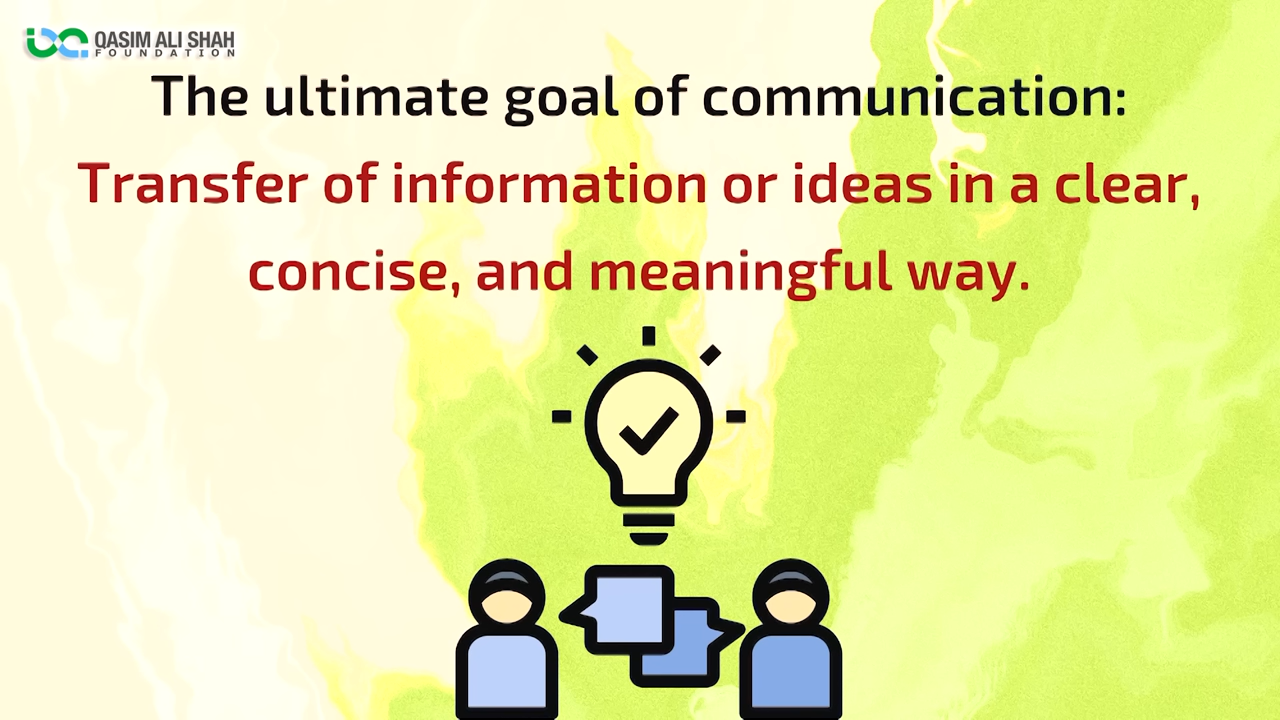 QASIM ALI SHAH
FOUNDATION
The ultimate goal of communication:
Transfer of information or ideas in a clear,
concise, and meaningful way.